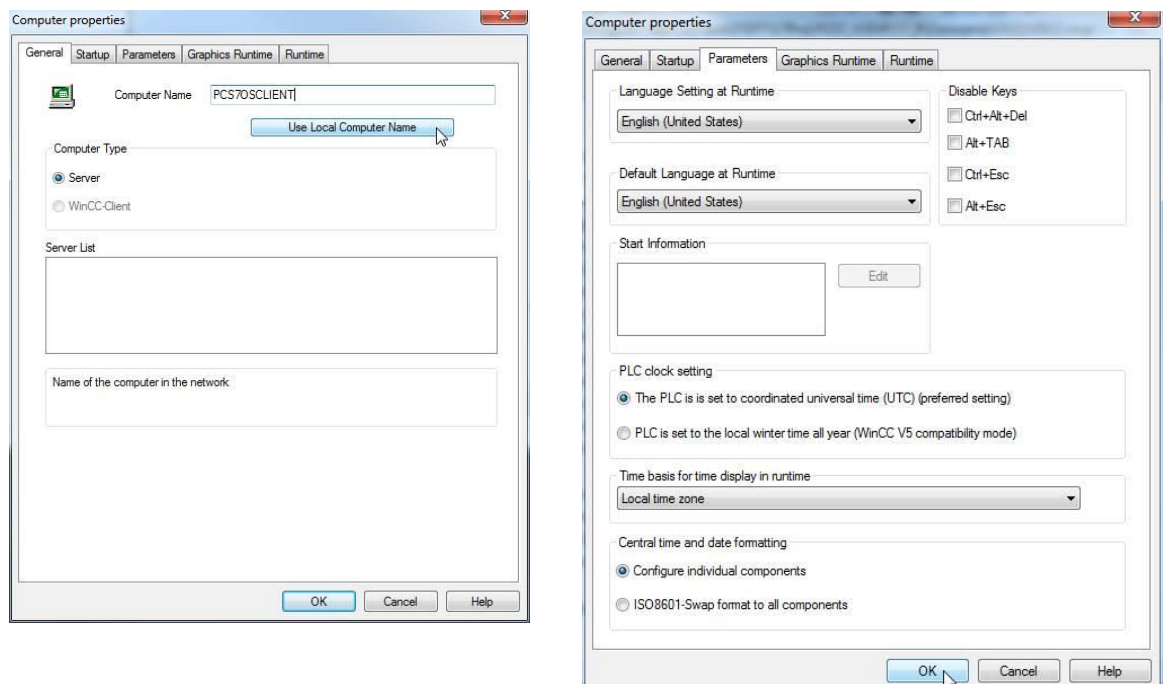 Computer properties
General Startup Parameters Graphics Runtime Runtime
Computer Name PCS7OSCLIENT
Use Local Computer Name
Computer Type
Server
WinCC-Client
Server List
Name of the computer in the network
OK Cancel Help
Computer properties
General Startup Parameters Graphics Runtime Runtime
Language Setting at Runtime
English (United States)
Default Language at Runtime
English (United States)
Disable Keys
Ctrl+Alt+Del
Alt+TAB
Ctrl+Esc
Alt+Esc
Start Information
Edit
PLC clock setting
The PLC is is set to coordinated universal time (UTC) (preferred setting)
PLC is set to the local winter time all year (WinCC V5 compatibility mode)
Time basis for time display in runtime
Local time zone
Central time and date formatting
Configure individual components
ISO8601-Swap format to all components
OK Cancel Help